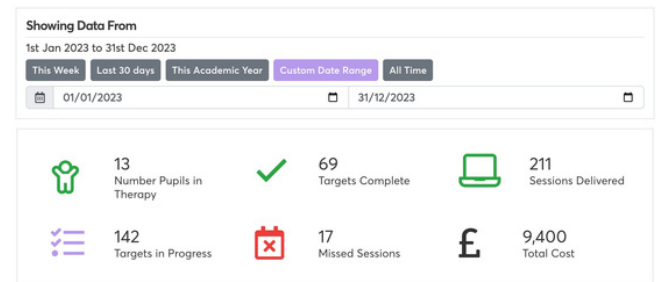 Showing Data From
1st Jan 2023 to 31st Dec 2023
This Week Last 30 days This Academic Year Custom Date Range All Time
01/01/2023 31/12/2023
13
Number Pupils in
Therapy
69
Targets Complete
211
Sessions Delivered
142
Targets in Progress
17
Missed Sessions
£ 9,400
Total Cost